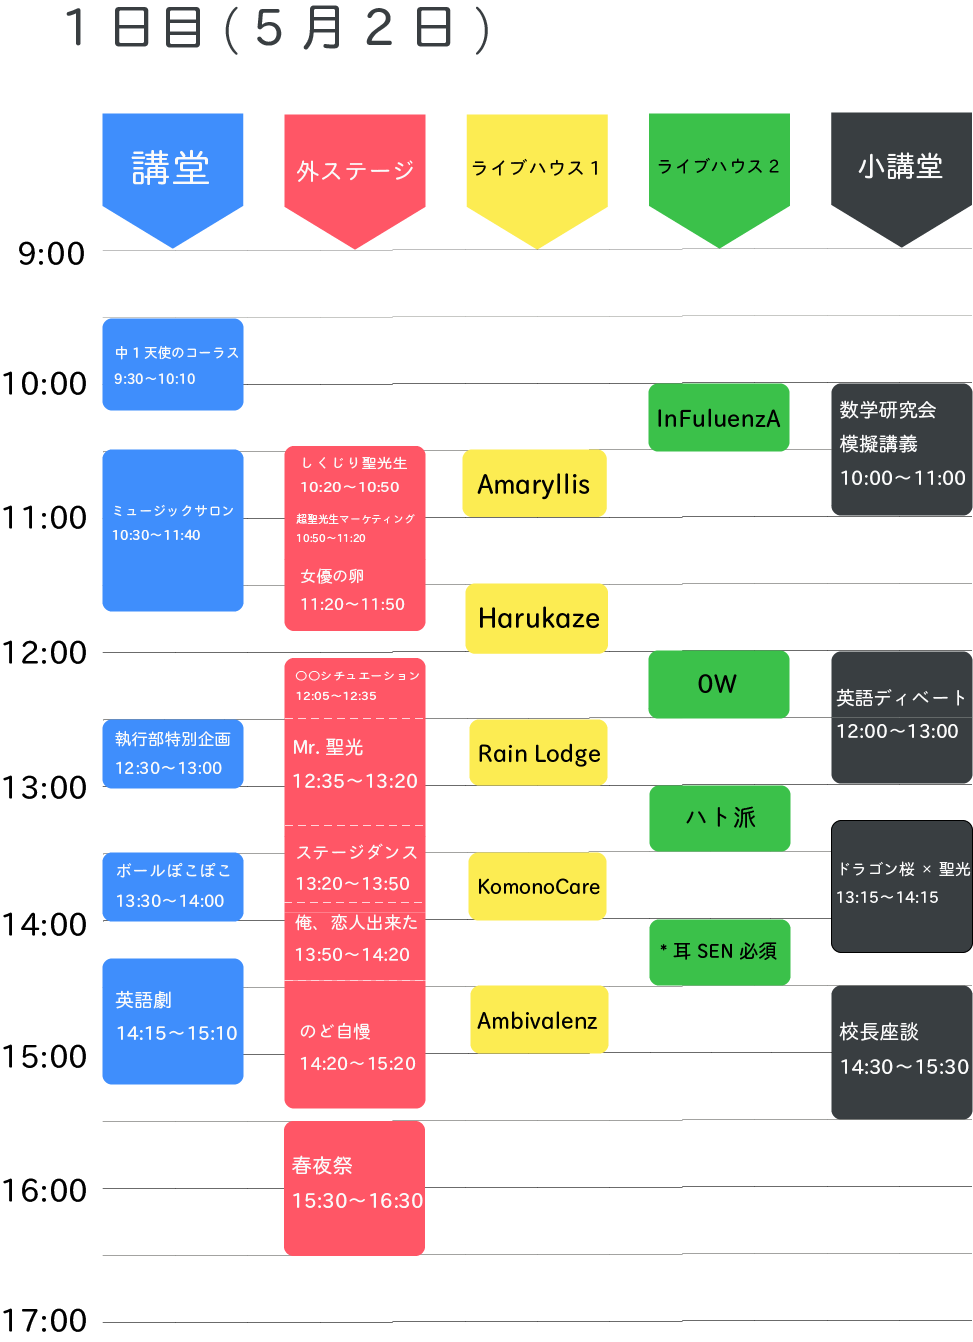 1日目(5月2日)
講堂
外ステージ
ライブハウス1
ライブハウス2
小講堂
9:00
10:00
11:00
12:00
13:00
14:00
15:00
16:00
17:00
中1天使のコーラス
9:30~10:10
ミュージックサロン
10:30~11:40
執行部特別企画
12:30~13:00
ボールぽこぽこ
13:30~14:00
英語劇
14:15~15:10
しくじり聖光生
10:20~10:50
超聖光生マーケティング
10:50~11:20
女優の卵
11:20~11:50
〇〇シチュエーション
12:05~12:35
Mr. 聖光
12:35~13:20
ステージダンス
13:20~13:50
俺、恋人出来た
13:50~14:20
のど自慢
14:20~15:20
春夜祭
15:30~16:30
Amaryllis
Harukaze
Rain Lodge
KomonoCare
Ambivalenz
InFuluenzA
0W
ハト派
*耳SEN必須
数学研究会
模擬講義
10:00~11:00
英語ディベート
12:00~13:00
ドラゴン桜 × 聖光
13:15~14:15
校長座談
14:30~15:30